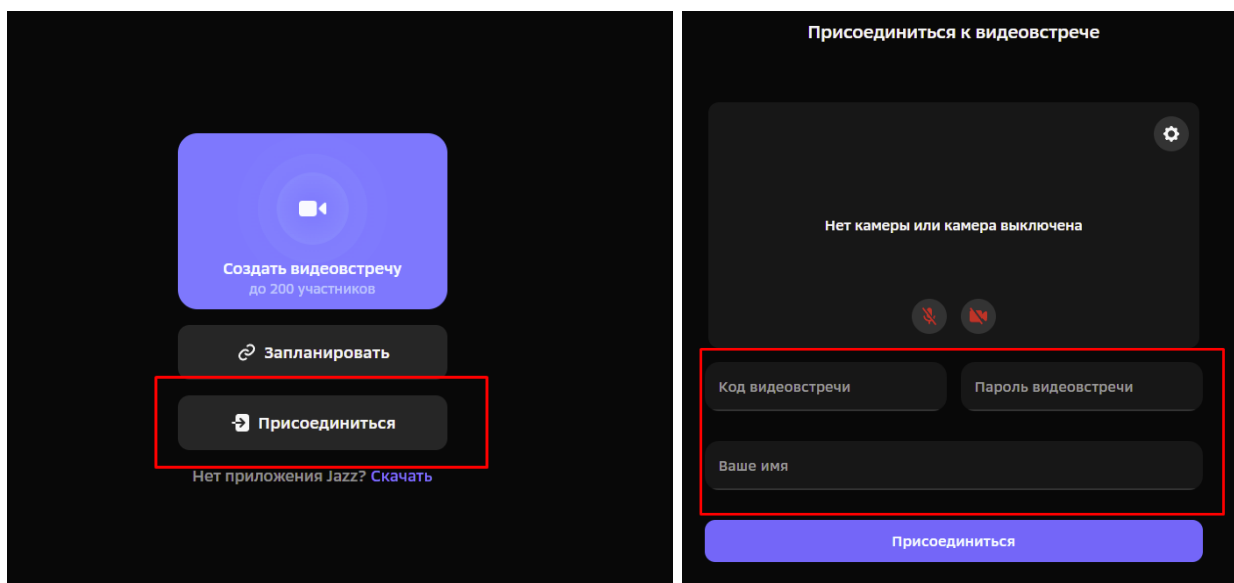 Создать видеовстречу
до 200 участников
Запланировать
Присоединиться
Нет приложения Jazz? Скачать
Присоединиться к видеовстрече
Нет камеры или камера выключена
Код видеовстречи
Пароль видеовстречи
Ваше имя
Присоединиться